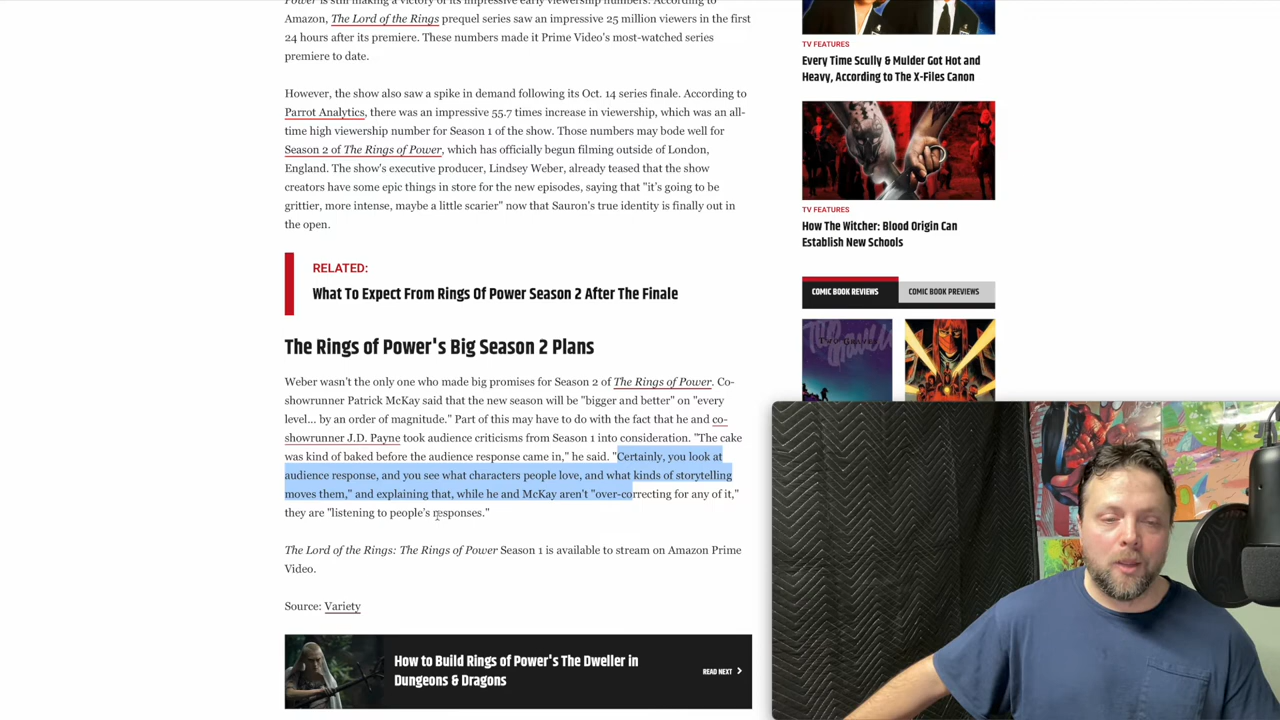 Power is still making a victory of its impressive early viewership numbers. According to
Amazon, The Lord of the Rings prequel series saw an impressive 25 million viewers in the first
24 hours after its premiere. These numbers made it Prime Video's most-watched series
premiere to date.
However, the show also saw a spike in demand following its Oct. 14 series finale. According to
Parrot Analytics, there was an impressive 55.7 times increase in viewership, which was an all-
time high viewership number for Season 1 of the show. Those numbers may bode well for
Season 2 of The Rings of Power, which has officially begun filming outside of London,
England. The show's executive producer, Lindsey Weber, already teased that the show
creators have some epic things in store for the new episodes, saying that "it's going to be
grittier, more intense, maybe a little scarier" now that Sauron's true identity is finally out in
the open.
RELATED:
What To Expect From Rings Of Power Season 2 After The Finale
The Rings of Power's Big Season 2 Plans
Weber wasn't the only one who made big promises for Season 2 of The Rings of Power. Co-
showrunner Patrick McKay said that the new season will be "bigger and better" on "every
level... by an order of magnitude." Part of this may have to do with the fact that he and co-
showrunner J.D. Payne took audience criticisms from Season 1 into consideration. "The cake
was kind of baked before the audience response came in," he said. "Certainly, you look at
audience response, and you see what characters people love, and what kinds of storytelling
moves them," and explaining that, while he and McKay aren't "over-correcting for any of it,"
they are "listening to people's responses."
The Lord of the Rings: The Rings of Power Season 1 is available to stream on Amazon Prime
Video.
Source: Variety
How to Build Rings of Power's The Dweller in
Dungeons & Dragons
READ NEXT
TV FEATURES
Every Time Scully & Mulder Got Hot and
Heavy, According to The X-Files Canon
TV FEATURES
How The Witcher: Blood Origin Can
Establish New Schools
COMIC BOOK REVIEWS
COMIC BOOK PREVIEWS
TWO GRAVES